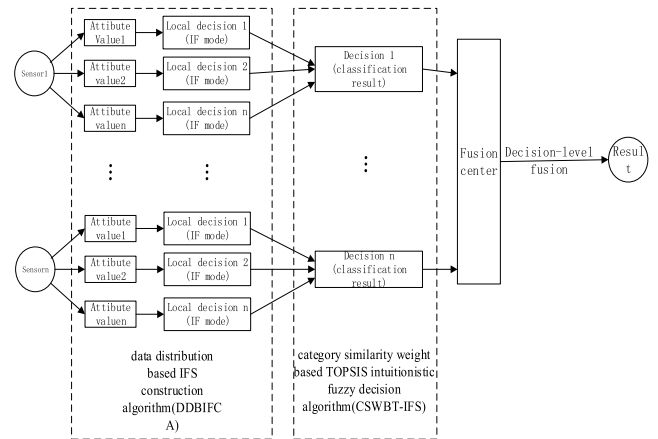 Sensor1
Attibute
Value1
Local decision 1
(IF mode)
Attibute
value2
Local decision 2
(IF mode)
Attibute
valuen
Local decision n
(IF mode)
Decision 1
(classification
result)
Sensorn
Attibute
value1
Local decision 1
(IF mode)
Attibute
value2
Local decision 2
(IF mode)
Attibute
valuen
Local decision n
(IF mode)
Decision n
(classification
result)
Fusion
center
Decision-level
fusion
Resul
t
data distribution
based IFS
construction
algorithm(DDBIFC
A)
category similarity weight
based TOPSIS intuitionistic
fuzzy decision
algorithm(CSWBT-IFS)